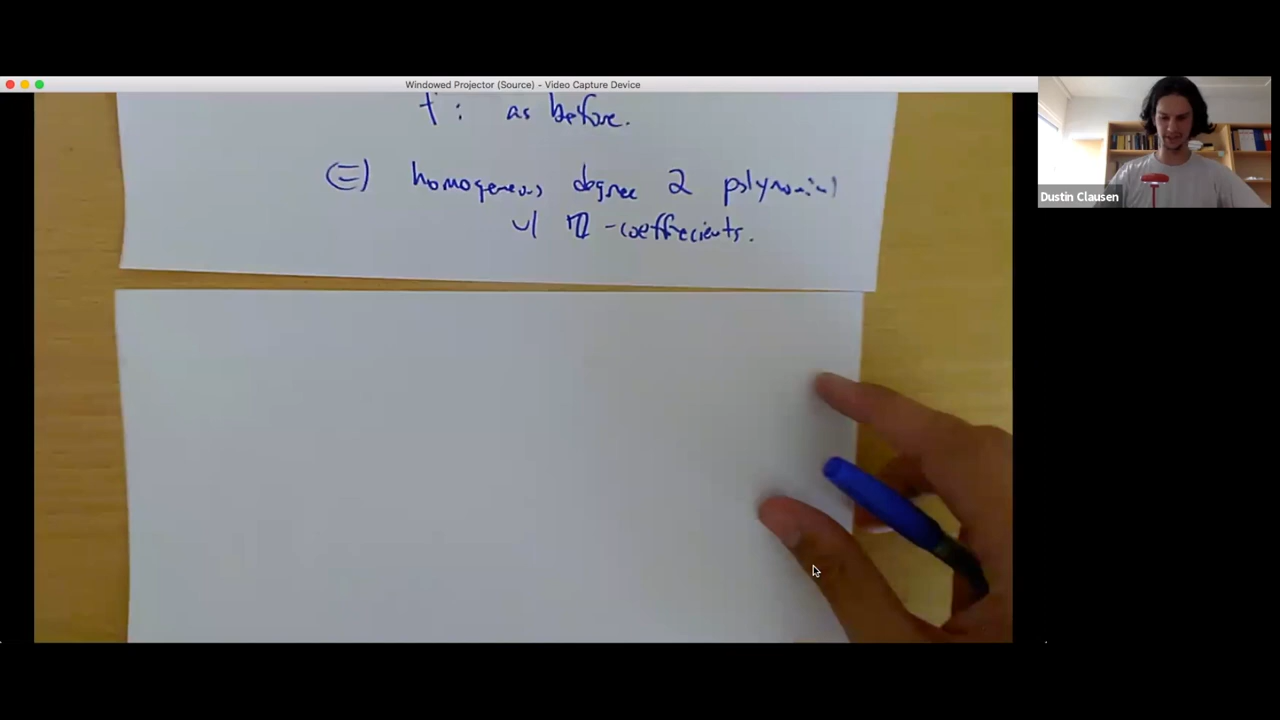 Windowed Projector (Source) - Video Capture Device
f : as before.
(=) homogeneous degree 2 polynomial
w/ ℤ-coefficients.
Dustin Clausen